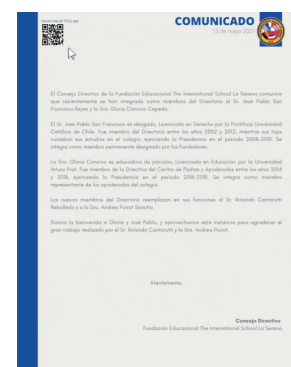 COMUNICADO
13 de mayo 2021
El Consejo Directivo de la Fundación Educacional The International School La Serena comunica
que recientemente se han integrado como miembros del Directorio el Sr. José Pablo San
Francisco Reyes y la Sra. Gloria Canovio Cepeda.
El Sr. José Pablo San Francisco es abogado, Licenciado en Derecho por la Pontificia Universidad
Católica de Chile. Fue miembro del Directorio entre los años 2002 y 2012, mientras sus hijos
cursaban sus estudios en el colegio, ejerciendo la Presidencia en el período 2008-2010. Se
integra como miembro permanente designado por los Fundadores.
La Sra. Gloria Canovio es educadora de párvulos, Licenciada en Educación por la Universidad
Arturo Prat. Fue miembro de la Directiva del Centro de Padres y Apoderados entre los años 2014
y 2018, ejerciendo la Presidencia en el período 2016-2018. Se integra como miembro
representante de los apoderados del colegio.
Los nuevos miembros del Directorio reemplazan en sus funciones al Sr. Rolando Cantarutti
Rebolledo y a la Sra. Andrea Pivrot Sancho.
Damos la bienvenida a Gloria y José Pablo, y aprovechamos esta instancia para agradecer el
gran trabajo realizado por el Sr. Rolando Cantarutti y la Sra. Andrea
Atentamente,
Consejo Directivo
Fundación Educacional The International School La Serena